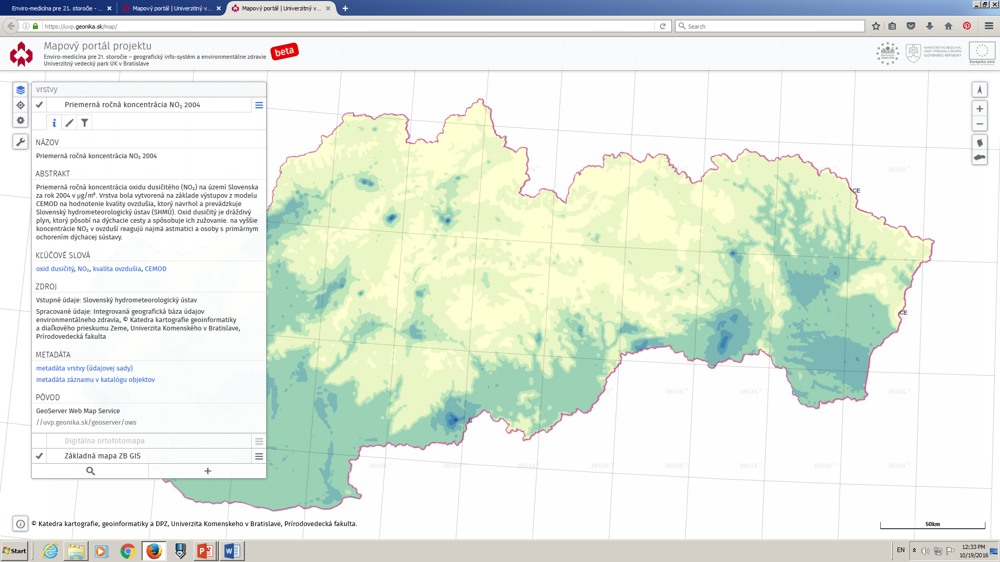 Enviro-medicína pre 21. storočie - ...
Mapový portál | Univerzitný v...
Mapový portál | Univerzitný v...
https://uvp.geonika.sk/map/
Search
Mapový portál projektu
Enviro-medicína pre 21. storočie – geografický info-systém a environmentálne zdravie
Univerzitný vedecký park UK v Bratislave
beta
MINISTERSTVO ŠKOLSTVA,
VEDY, VÝSKUMU A ŠPORTU
SLOVENSKEJ REPUBLIKY
Európska únia
vrstvy
Priemerná ročná koncentrácia NO₂ 2004
NÁZOV
Priemerná ročná koncentrácia NO₂ 2004
ABSTRAKT
Priemerná ročná koncentrácia oxidu dusičitého (NO₂) na území Slovenska
za rok 2004 v µg/m³. Vrstva bola vytvorená na základe výstupov z modelu
CEMOD na hodnotenie kvality ovzdušia, ktorý navrhol a prevádzkuje
Slovenský hydrometeorologický ústav (SHMÚ). Oxid dusičitý je dráždivý
plyn, ktorý pôsobí na dýchacie cesty a spôsobuje ich zužovanie. na vyššie
koncentrácie NO₂ v ovzduší reagujú najmä astmatici a osoby s primárnym
ochorením dýchacej sústavy.
KĽÚČOVÉ SLOVÁ
oxid dusičitý, NO₂, kvalita ovzdušia, CEMOD
ZDROJ
Vstupné údaje: Slovenský hydrometeorologický ústav
Spracované údaje: Integrovaná geografická báza údajov
environmentálneho zdravia, © Katedra kartografie geoinformatiky
a diaľkového prieskumu Zeme, Univerzita Komenského v Bratislave,
Prírodovedecká fakulta
METADÁTA
metadáta vrstvy (údajovej sady)
metadáta záznamu v katalógu objektov
PÔVOD
GeoServer Web Map Service
//uvp.geonika.sk/geoserver/ows
Digitálna ortofotomapa
Základná mapa ZB GIS
ZBGIS®
CE
CE
Š
ZBGIS® ZBGIS® ZBGIS®
ZBGIS® ZBGIS® ZBGIS® ZBGIS® ZBGIS® ZBGIS® ZBGIS®
© Katedra kartografie, geoinformatiky a DPZ, Univerzita Komenskeho v Bratislave, Prírodovedecká fakulta.
50km
Start
EN
12:33 PM
10/19/2016